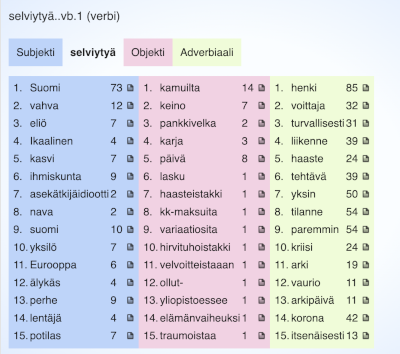 selviytyä..vb.1 (verbi)
Subjekti selviytyä Objekti Adverbiaali
1. Suomi 73 1. kamuilta 14 1. henki 85
2. vahva 12 2. keino 7 2. voittaja 32
3. eliö 7 3. pankkivelka 2 3. turvallisesti 31
4. Ikaalinen 4 4. karja 3 4. liikenne 39
5. kasvi 7 5. päivä 8 5. haaste 24
6. ihmiskunta 9 6. lasku 1 6. tehtävä 39
7. asekätkijäidiootti 2 7. haasteistakki 1 7. yksin 50
8. nava 2 8. kk-maksuita 1 8. tilanne 54
9. suomi 10 9. variaatiosita 1 9. paremmin 54
10. yksilö 7 10. hirvituhoistakki 1 10. kriisi 24
11. Eurooppa 6 11. velvoitteistaaan 1 11. arki 19
12. älykäs 4 12. ollut- 1 12. vaurio 11
13. perhe 9 13. yliopistoessee 1 13. arkipäivä 11
14. lentäjä 4 14. elämänvaiheuksi 1 14. korona 42
15. potilas 7 15. traumoistaa 1 15. itsenäisesti 13